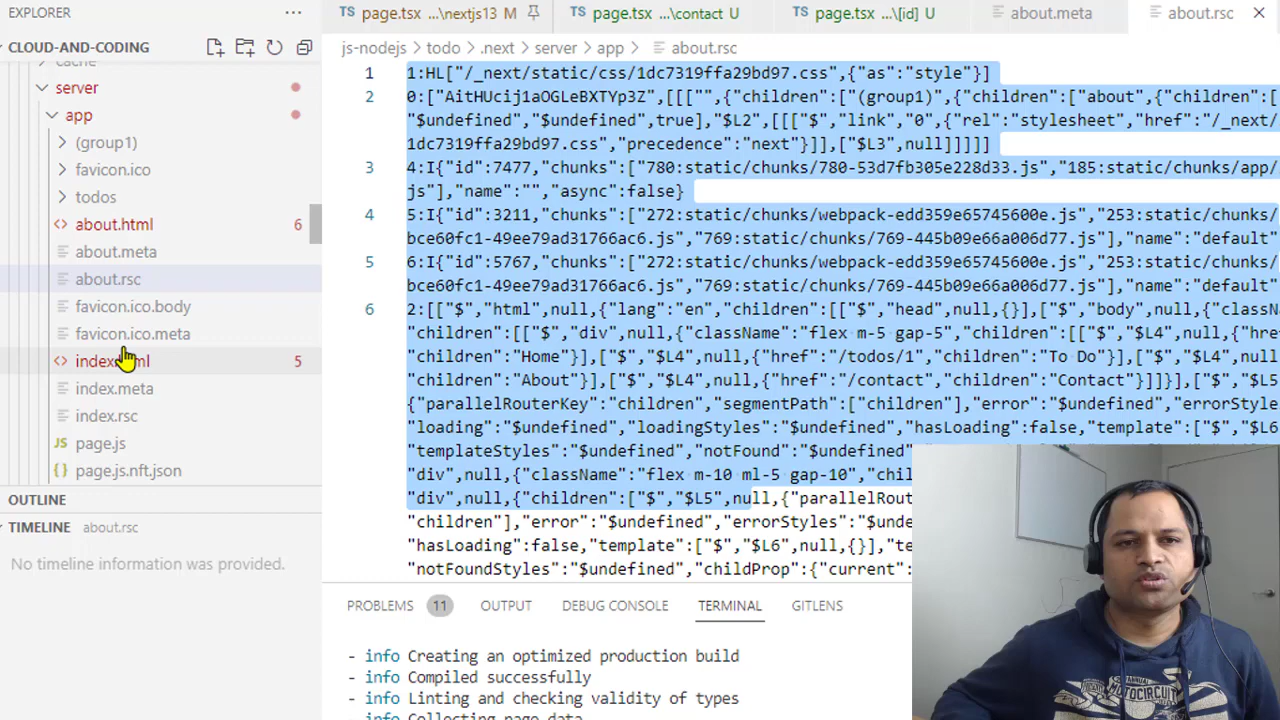 EXPLORER ...
CLOUD-AND-CODING
cache
server
app
(group1)
favicon.ico
todos
about.html 6
about.meta
about.rsc
favicon.ico.body
favicon.ico.meta
index.html 5
index.meta
index.rsc
page.js
page.js.nft.json
OUTLINE
TIMELINE about.rsc
No timeline information was provided.
TS page.tsx ...\nextjs13 M TS page.tsx ...\contact U TS page.tsx ...\[id] U about.meta about.rsc
js-nodejs > todo > .next > server > app > about.rsc
1 1:HL["/_next/static/css/1dc7319ffa29bd97.css",{"as":"style"}]
2 0:["AitHUcij1aOGLeBXTYp3Z",[[["",{"children":["(group1)",{"children":["about",{"children":[
"$undefined","$undefined",true],"$L2",[[["$","link","0",{"rel":"stylesheet","href":"/_next/
1dc7319ffa29bd97.css","precedence":"next"}]],["$L3",null]]]]]
3 4:I{"id":7477,"chunks":["780:static/chunks/780-53d7fb305e228d33.js","185:static/chunks/app/
js"],"name":"","async":false}
4 5:I{"id":3211,"chunks":["272:static/chunks/webpack-edd359e65745600e.js","253:static/chunks/
bce60fc1-49ee79ad31766ac6.js","769:static/chunks/769-445b09e66a006d77.js"],"name":"default"
5 6:I{"id":5767,"chunks":["272:static/chunks/webpack-edd359e65745600e.js","253:static/chunks/
bce60fc1-49ee79ad31766ac6.js","769:static/chunks/769-445b09e66a006d77.js"],"name":"default"
6 2:[["$","html",null,{"lang":"en","children":[["$","head",null,{}],["$","body",null,{"classN
"children":[["$","div",null,{"className":"flex m-5 gap-5","children":[["$","$L4",null,{"hre
"children":"Home"}],["$","$L4",null,{"href":"/todos/1","children":"To Do"}],["$","$L4",null
"children":"About"}],["$","$L4",null,{"href":"/contact","children":"Contact"}]]}],["$","$L5
{"parallelRouterKey":"children","segmentPath":["children"],"error":"$undefined","errorStyle
"loading":"$undefined","loadingStyles":"$undefined","hasLoading":false,"template":["$","$L6
"templateStyles":"$undefined","notFound":"$undefined","notFoundStyles":"$undefined"
"div",null,{"className":"flex m-10 ml-5 gap-10","chil
"div",null,{"children":["$","$L5",null,{"parallelRou
"children"],"error":"$undefined","errorStyles":"$unde
"hasLoading":false,"template":["$","$L6",null,{}],"te
"notFoundStyles":"$undefined","childProp":{"current":
PROBLEMS 11 OUTPUT DEBUG CONSOLE TERMINAL GITLENS
- info Creating an optimized production build
- info Compiled successfully
- info Linting and checking validity of types
- info Collecting page data